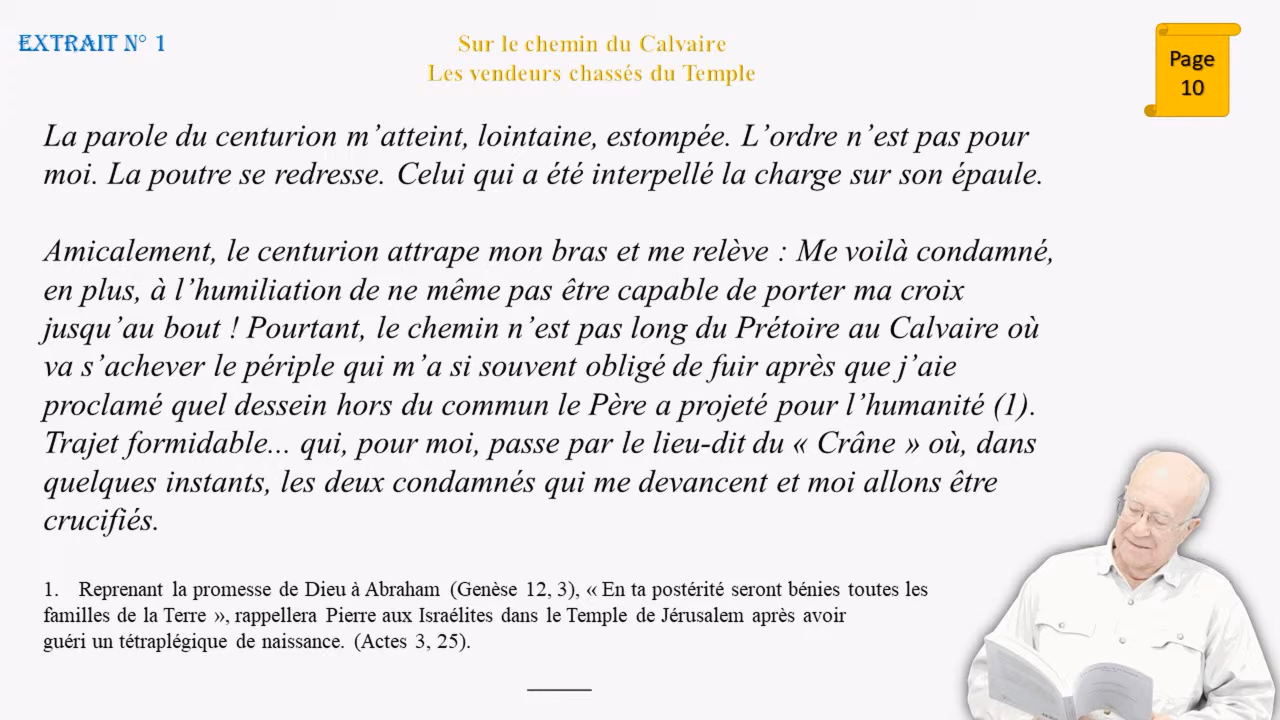 EXTRAIT N° 1
Sur le chemin du Calvaire
Les vendeurs chassés du Temple
Page
10
La parole du centurion m’atteint, lointaine, estompée. L’ordre n’est pas pour
moi. La poutre se redresse. Celui qui a été interpellé la charge sur son épaule.
Amicalement, le centurion attrape mon bras et me relève : Me voilà condamné,
en plus, à l’humiliation de ne même pas être capable de porter ma croix
jusqu’au bout ! Pourtant, le chemin n’est pas long du Prétoire au Calvaire où
va s’achever le périple qui m’a si souvent obligé de fuir après que j’aie
proclamé quel dessein hors du commun le Père a projeté pour l’humanité (1).
Trajet formidable... qui, pour moi, passe par le lieu-dit du « Crâne » où, dans
quelques instants, les deux condamnés qui me devancent et moi allons être
crucifiés.
1. Reprenant la promesse de Dieu à Abraham (Genèse 12, 3), « En ta postérité seront bénies toutes les
familles de la Terre », rappellera Pierre aux Israélites dans le Temple de Jérusalem après avoir
guéri un tétraplégique de naissance. (Actes 3, 25).